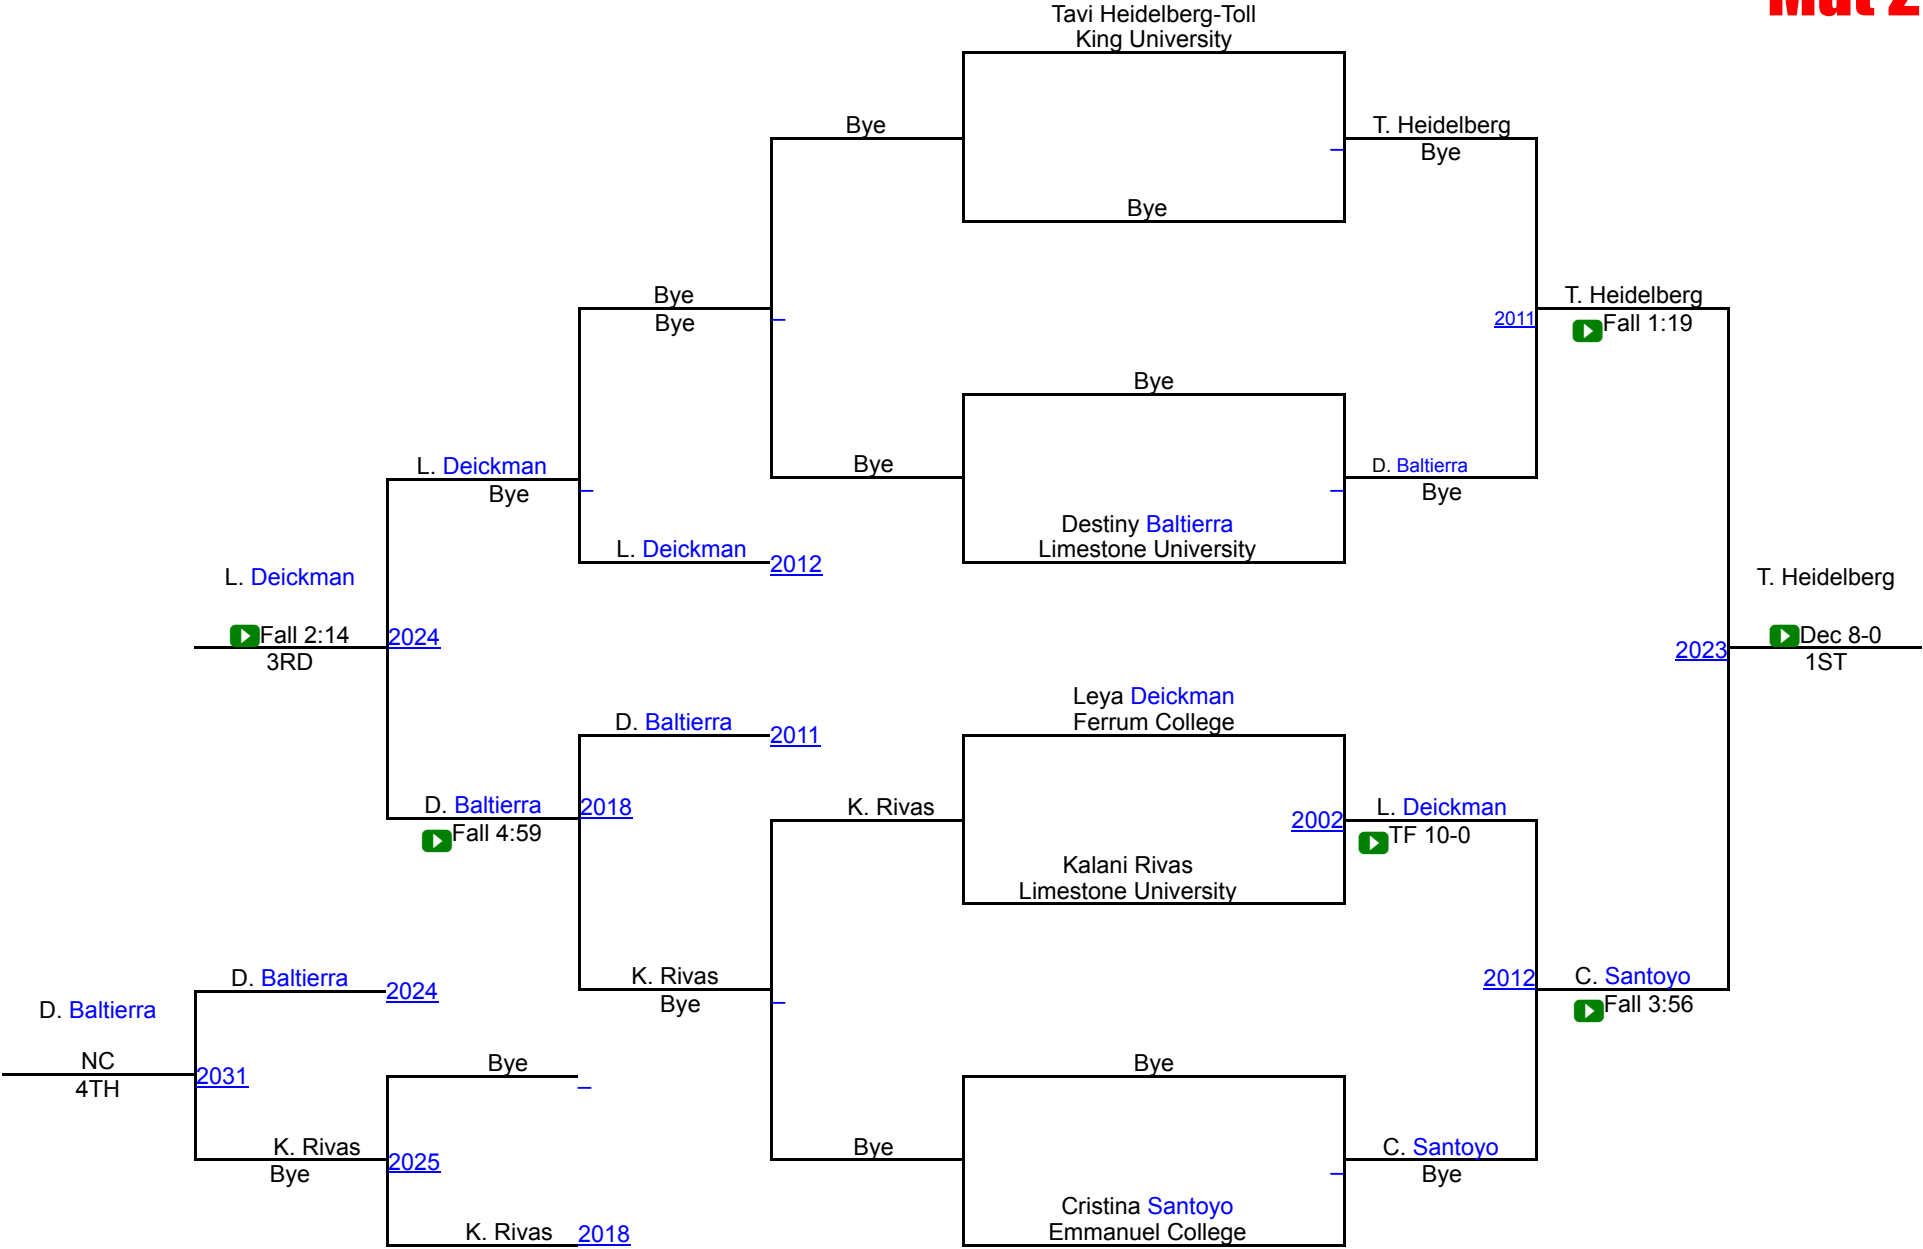 Mat 2
Tavi Heidelberg-Toll
King University
Bye
T. Heidelberg
Bye
Bye
Bye
Bye
T. Heidelberg
2011
Fall 1:19
Bye
L. Deickman
Bye
Bye
D. Baltierra
Bye
Destiny Baltierra
Limestone University
L. Deickman
2012
L. Deickman
T. Heidelberg
Fall 2:14
2024
3RD
2023
Dec 8-0
1ST
Leya Deickman
Ferrum College
D. Baltierra
2011
D. Baltierra
2018
Fall 4:59
K. Rivas
2002
L. Deickman
TF 10-0
Kalani Rivas
Limestone University
D. Baltierra
2024
K. Rivas
Bye
2012
C. Santoyo
Fall 3:56
D. Baltierra
NC
2031
4TH
Bye
Bye
K. Rivas
2025
Bye
Bye
C. Santoyo
Bye
Cristina Santoyo
Emmanuel College
K. Rivas
2018